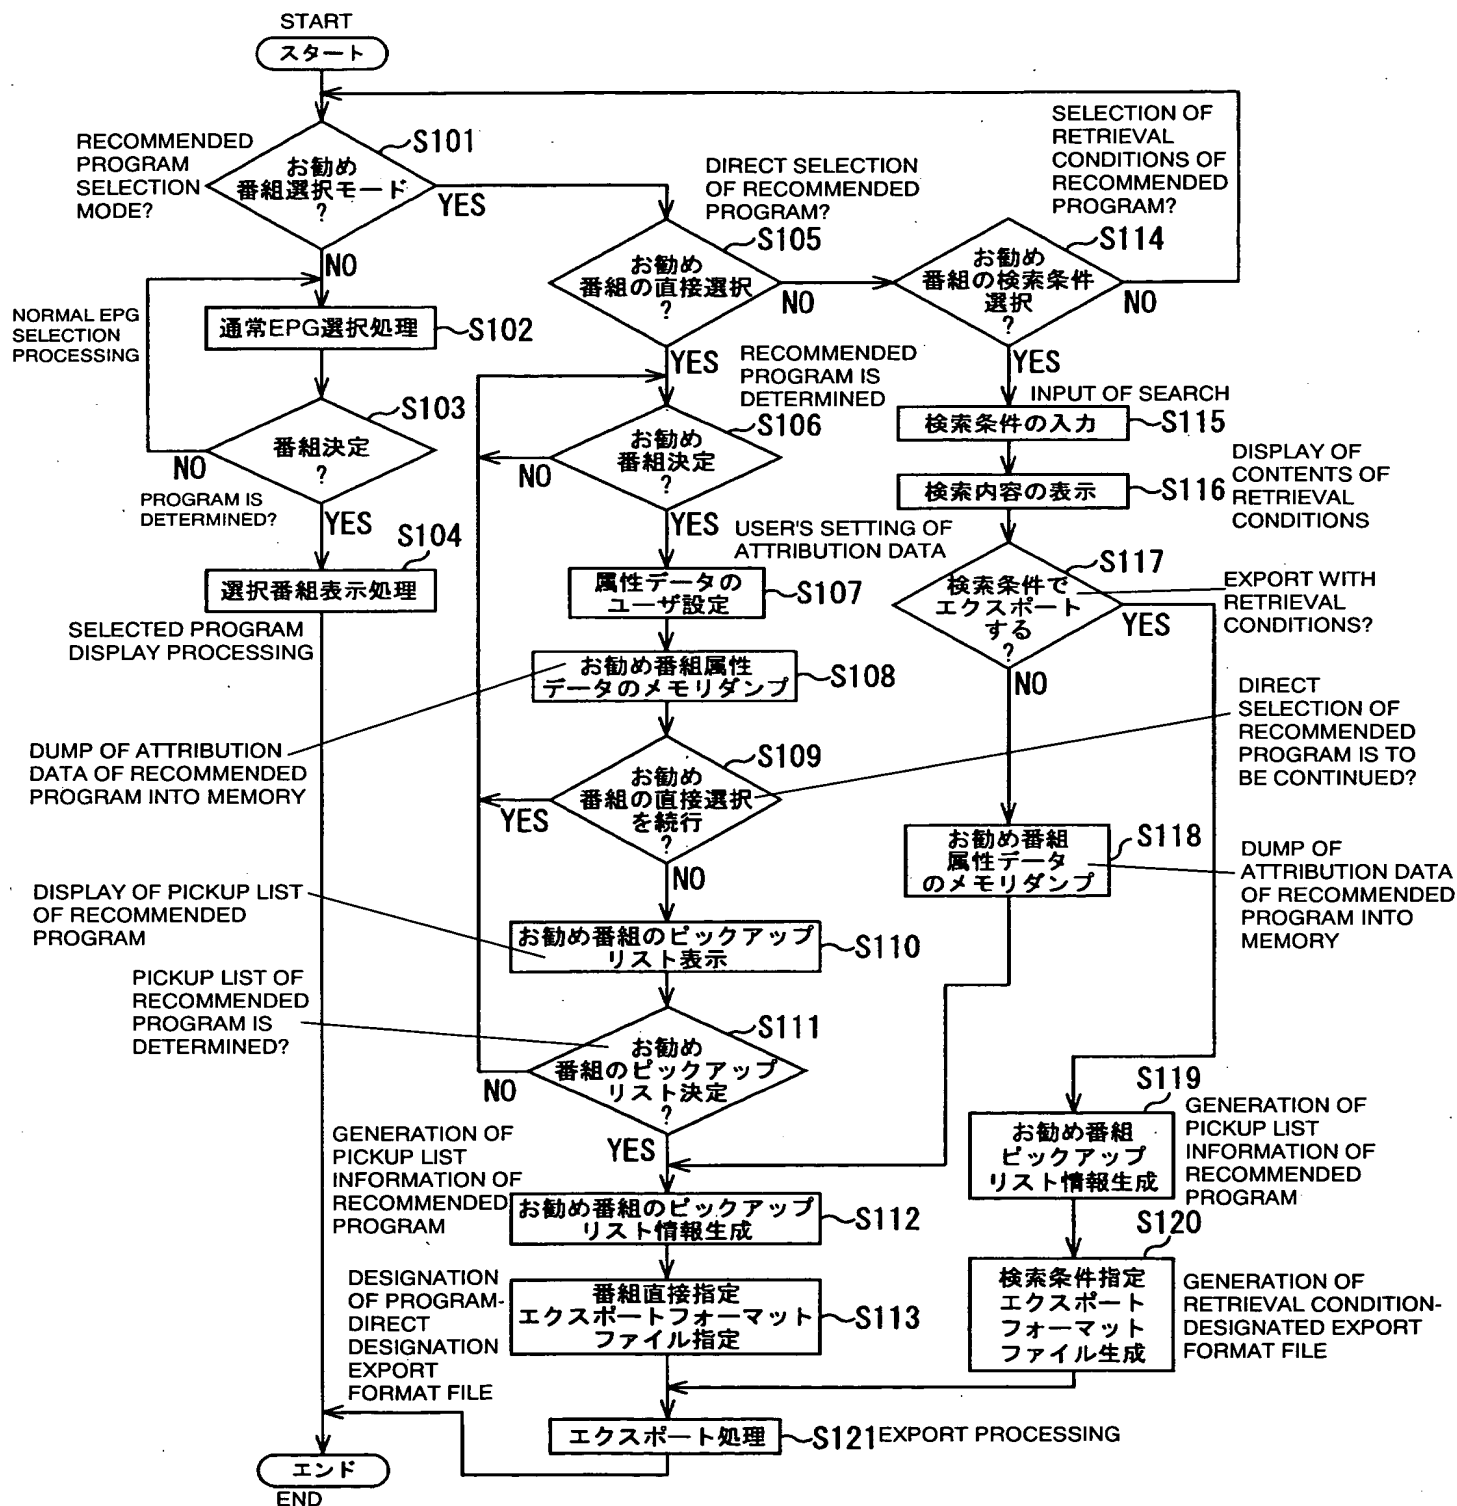 START
スタート
RECOMMENDED
PROGRAM
SELECTION
MODE?
S101
お勧め
番組選択モード
?
YES
NO
NORMAL EPG
SELECTION
PROCESSING
通常EPG選択処理
S102
S103
番組決定
?
NO
PROGRAM IS
DETERMINED?
YES
S104
選択番組表示処理
SELECTED PROGRAM
DISPLAY PROCESSING
DIRECT SELECTION
OF RECOMMENDED
PROGRAM?
S105
お勧め
番組の直接選択
?
NO
YES
RECOMMENDED
PROGRAM IS
DETERMINED
S106
お勧め
番組決定
?
NO
YES
USER'S SETTING OF
ATTRIBUTION DATA
属性データの
ユーザ設定
S107
お勧め番組属性
データのメモリダンプ
S108
DUMP OF ATTRIBUTION
DATA OF RECOMMENDED
PROGRAM INTO MEMORY
S109
お勧め
番組の直接選択
を続行
?
YES
NO
DIRECT
SELECTION OF
RECOMMENDED
PROGRAM IS TO
BE CONTINUED?
DISPLAY OF PICKUP LIST
OF RECOMMENDED
PROGRAM
お勧め番組のピックアップ
リスト表示
S110
PICKUP LIST OF
RECOMMENDED
PROGRAM IS
DETERMINED?
S111
お勧め
番組のピックアップ
リスト決定
?
NO
YES
GENERATION OF
PICKUP LIST
INFORMATION OF
RECOMMENDED
PROGRAM
お勧め番組のピックアップ
リスト情報生成
S112
DESIGNATION
OF PROGRAM-
DIRECT
DESIGNATION
EXPORT
FORMAT FILE
番組直接指定
エクスポートフォーマット
ファイル指定
S113
SELECTION OF
RETRIEVAL
CONDITIONS OF
RECOMMENDED
PROGRAM?
S114
お勧め
番組の検索条件
選択
?
NO
YES
INPUT OF SEARCH
検索条件の入力
S115
検索内容の表示
S116
DISPLAY OF
CONTENTS OF
RETRIEVAL
CONDITIONS
S117
検索条件で
エクスポート
する
?
YES
NO
EXPORT WITH
RETRIEVAL
CONDITIONS?
お勧め番組
属性データ
のメモリダンプ
S118
DUMP OF
ATTRIBUTION DATA
OF RECOMMENDED
PROGRAM INTO
MEMORY
S119
お勧め番組
ピックアップ
リスト情報生成
GENERATION OF
PICKUP LIST
INFORMATION OF
RECOMMENDED
PROGRAM
S120
検索条件指定
エクスポート
フォーマット
ファイル生成
GENERATION OF
RETRIEVAL CONDITION-
DESIGNATED EXPORT
FORMAT FILE
エクスポート処理
S121
EXPORT PROCESSING
エンド
END